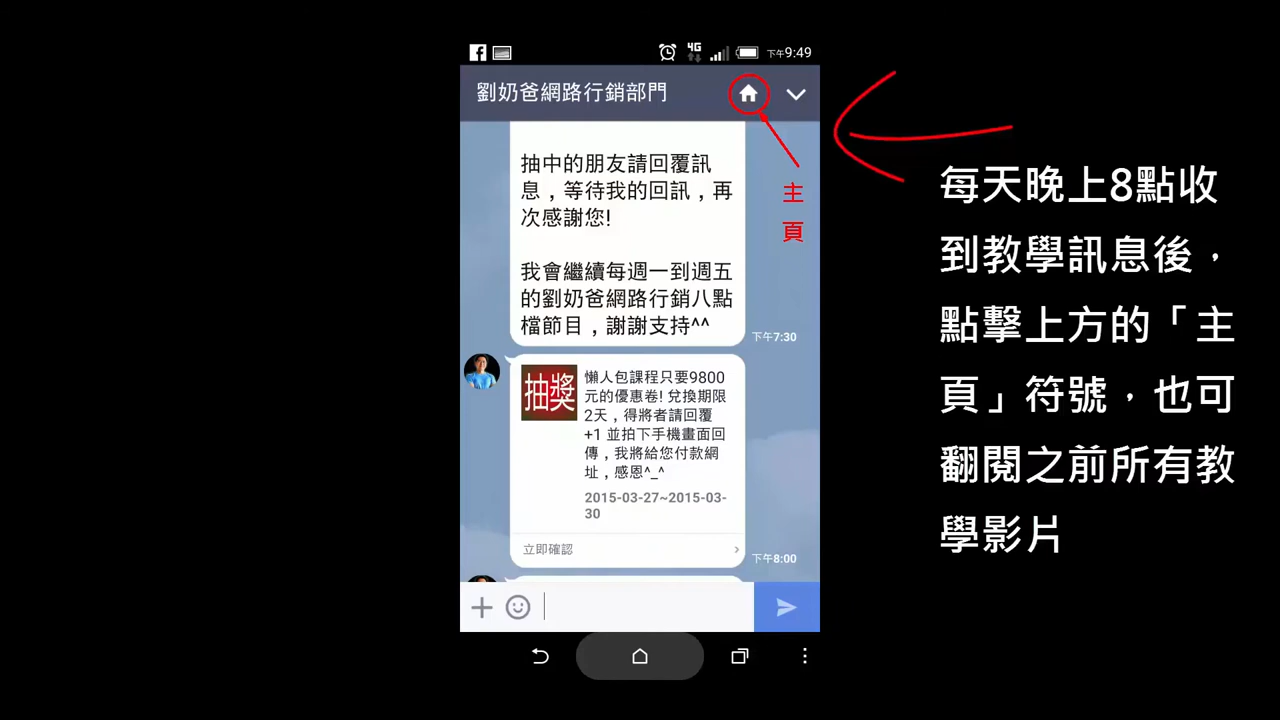 4G
下午9:49
劉奶爸網路行銷部門
主
頁
抽中的朋友請回覆訊
息，等待我的回訊，再
次感謝您!
我會繼續每週一到週五
的劉奶爸網路行銷八點
檔節目，謝謝支持^^
下午7:30
抽獎
懶人包課程只要9800
元的優惠卷! 兌換期限
2天，得將者請回覆
+1 並拍下手機畫面回
傳，我將給您付款網
址，感恩^_^
2015-03-27~2015-03-
30
立即確認
下午8:00
每天晚上8點收
到教學訊息後，
點擊上方的「主
頁」符號，也可
翻閱之前所有教
學影片